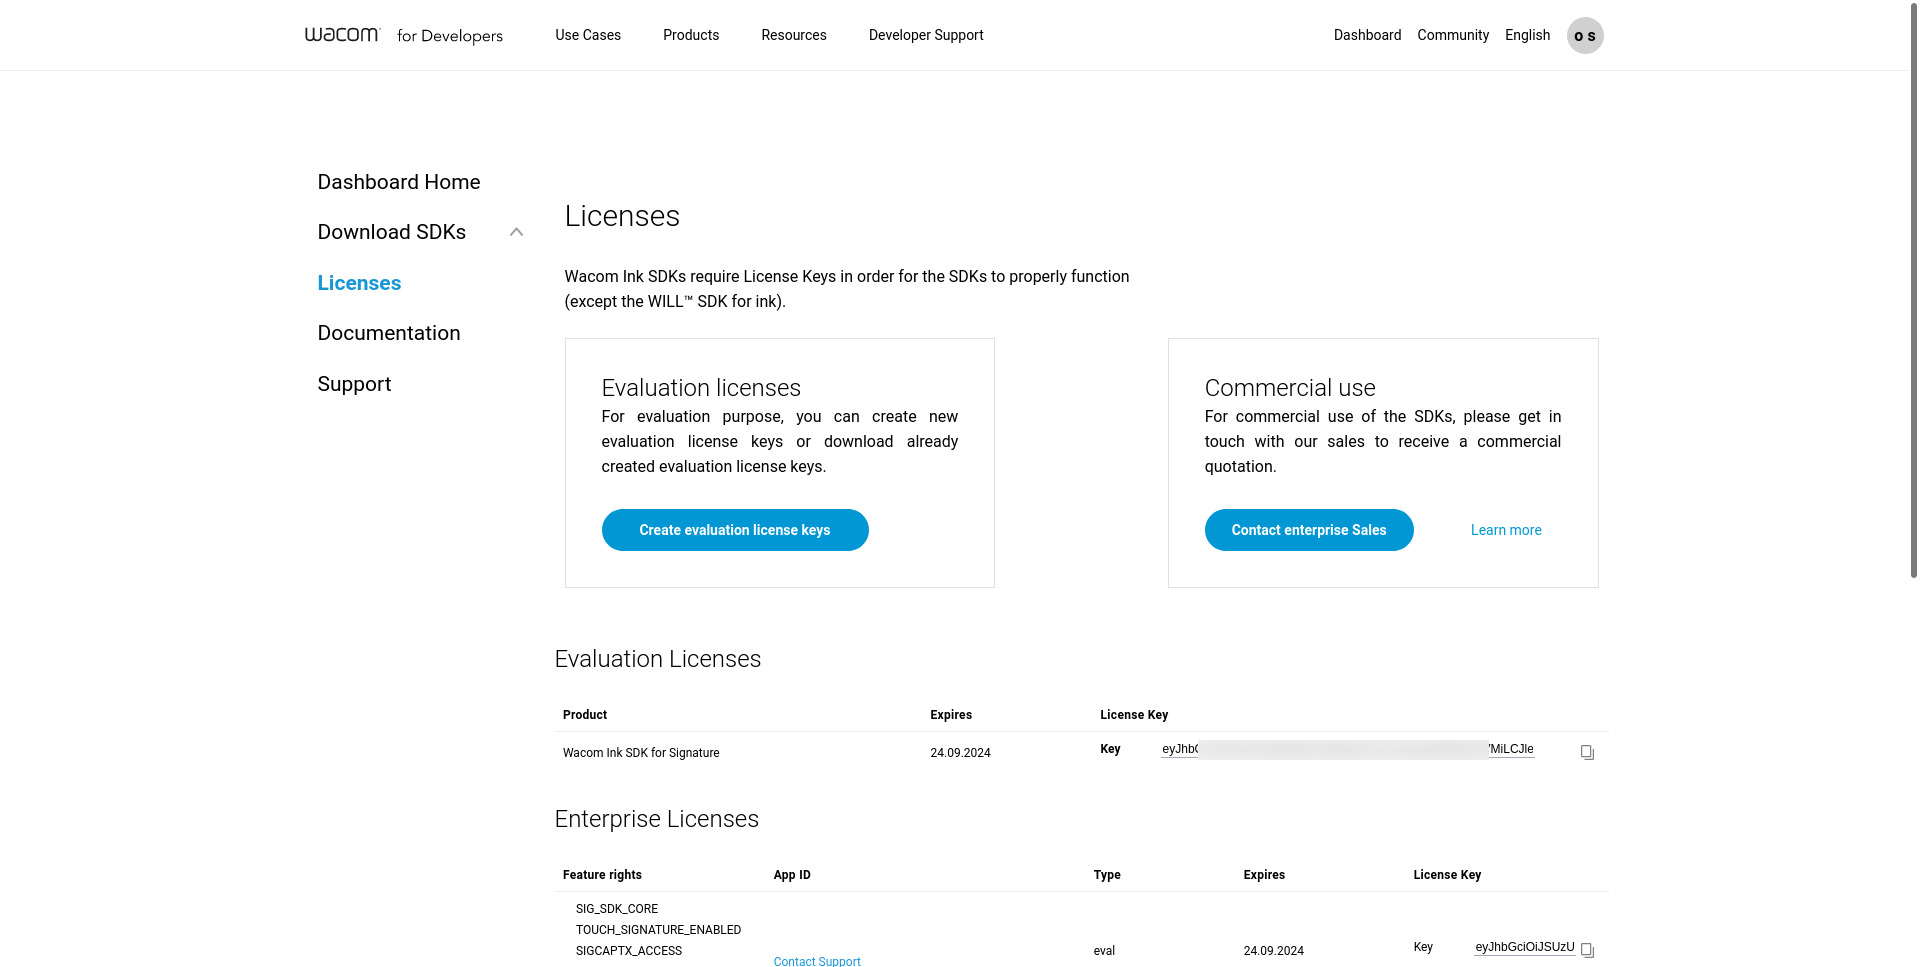 wacom for Developers Use Cases Products Resources Developer Support Dashboard Community English o s
Dashboard Home
Download SDKs
Licenses
Documentation
Support
Licenses
Wacom Ink SDKs require License Keys in order for the SDKs to properly function
(except the WILL™ SDK for ink).
Evaluation licenses
For evaluation purpose, you can create new
evaluation license keys or download already
created evaluation license keys.
Create evaluation license keys
Commercial use
For commercial use of the SDKs, please get in
touch with our sales to receive a commercial
quotation.
Contact enterprise Sales Learn more
Evaluation Licenses
Product Expires License Key
Wacom Ink SDK for Signature 24.09.2024 Key
Enterprise Licenses
Feature rights App ID Type Expires License Key
SIG_SDK_CORE
TOUCH_SIGNATURE_ENABLED
SIGCAPTX_ACCESS eval 24.09.2024 Key eyJhbGciOiJSUzU
Contact Support